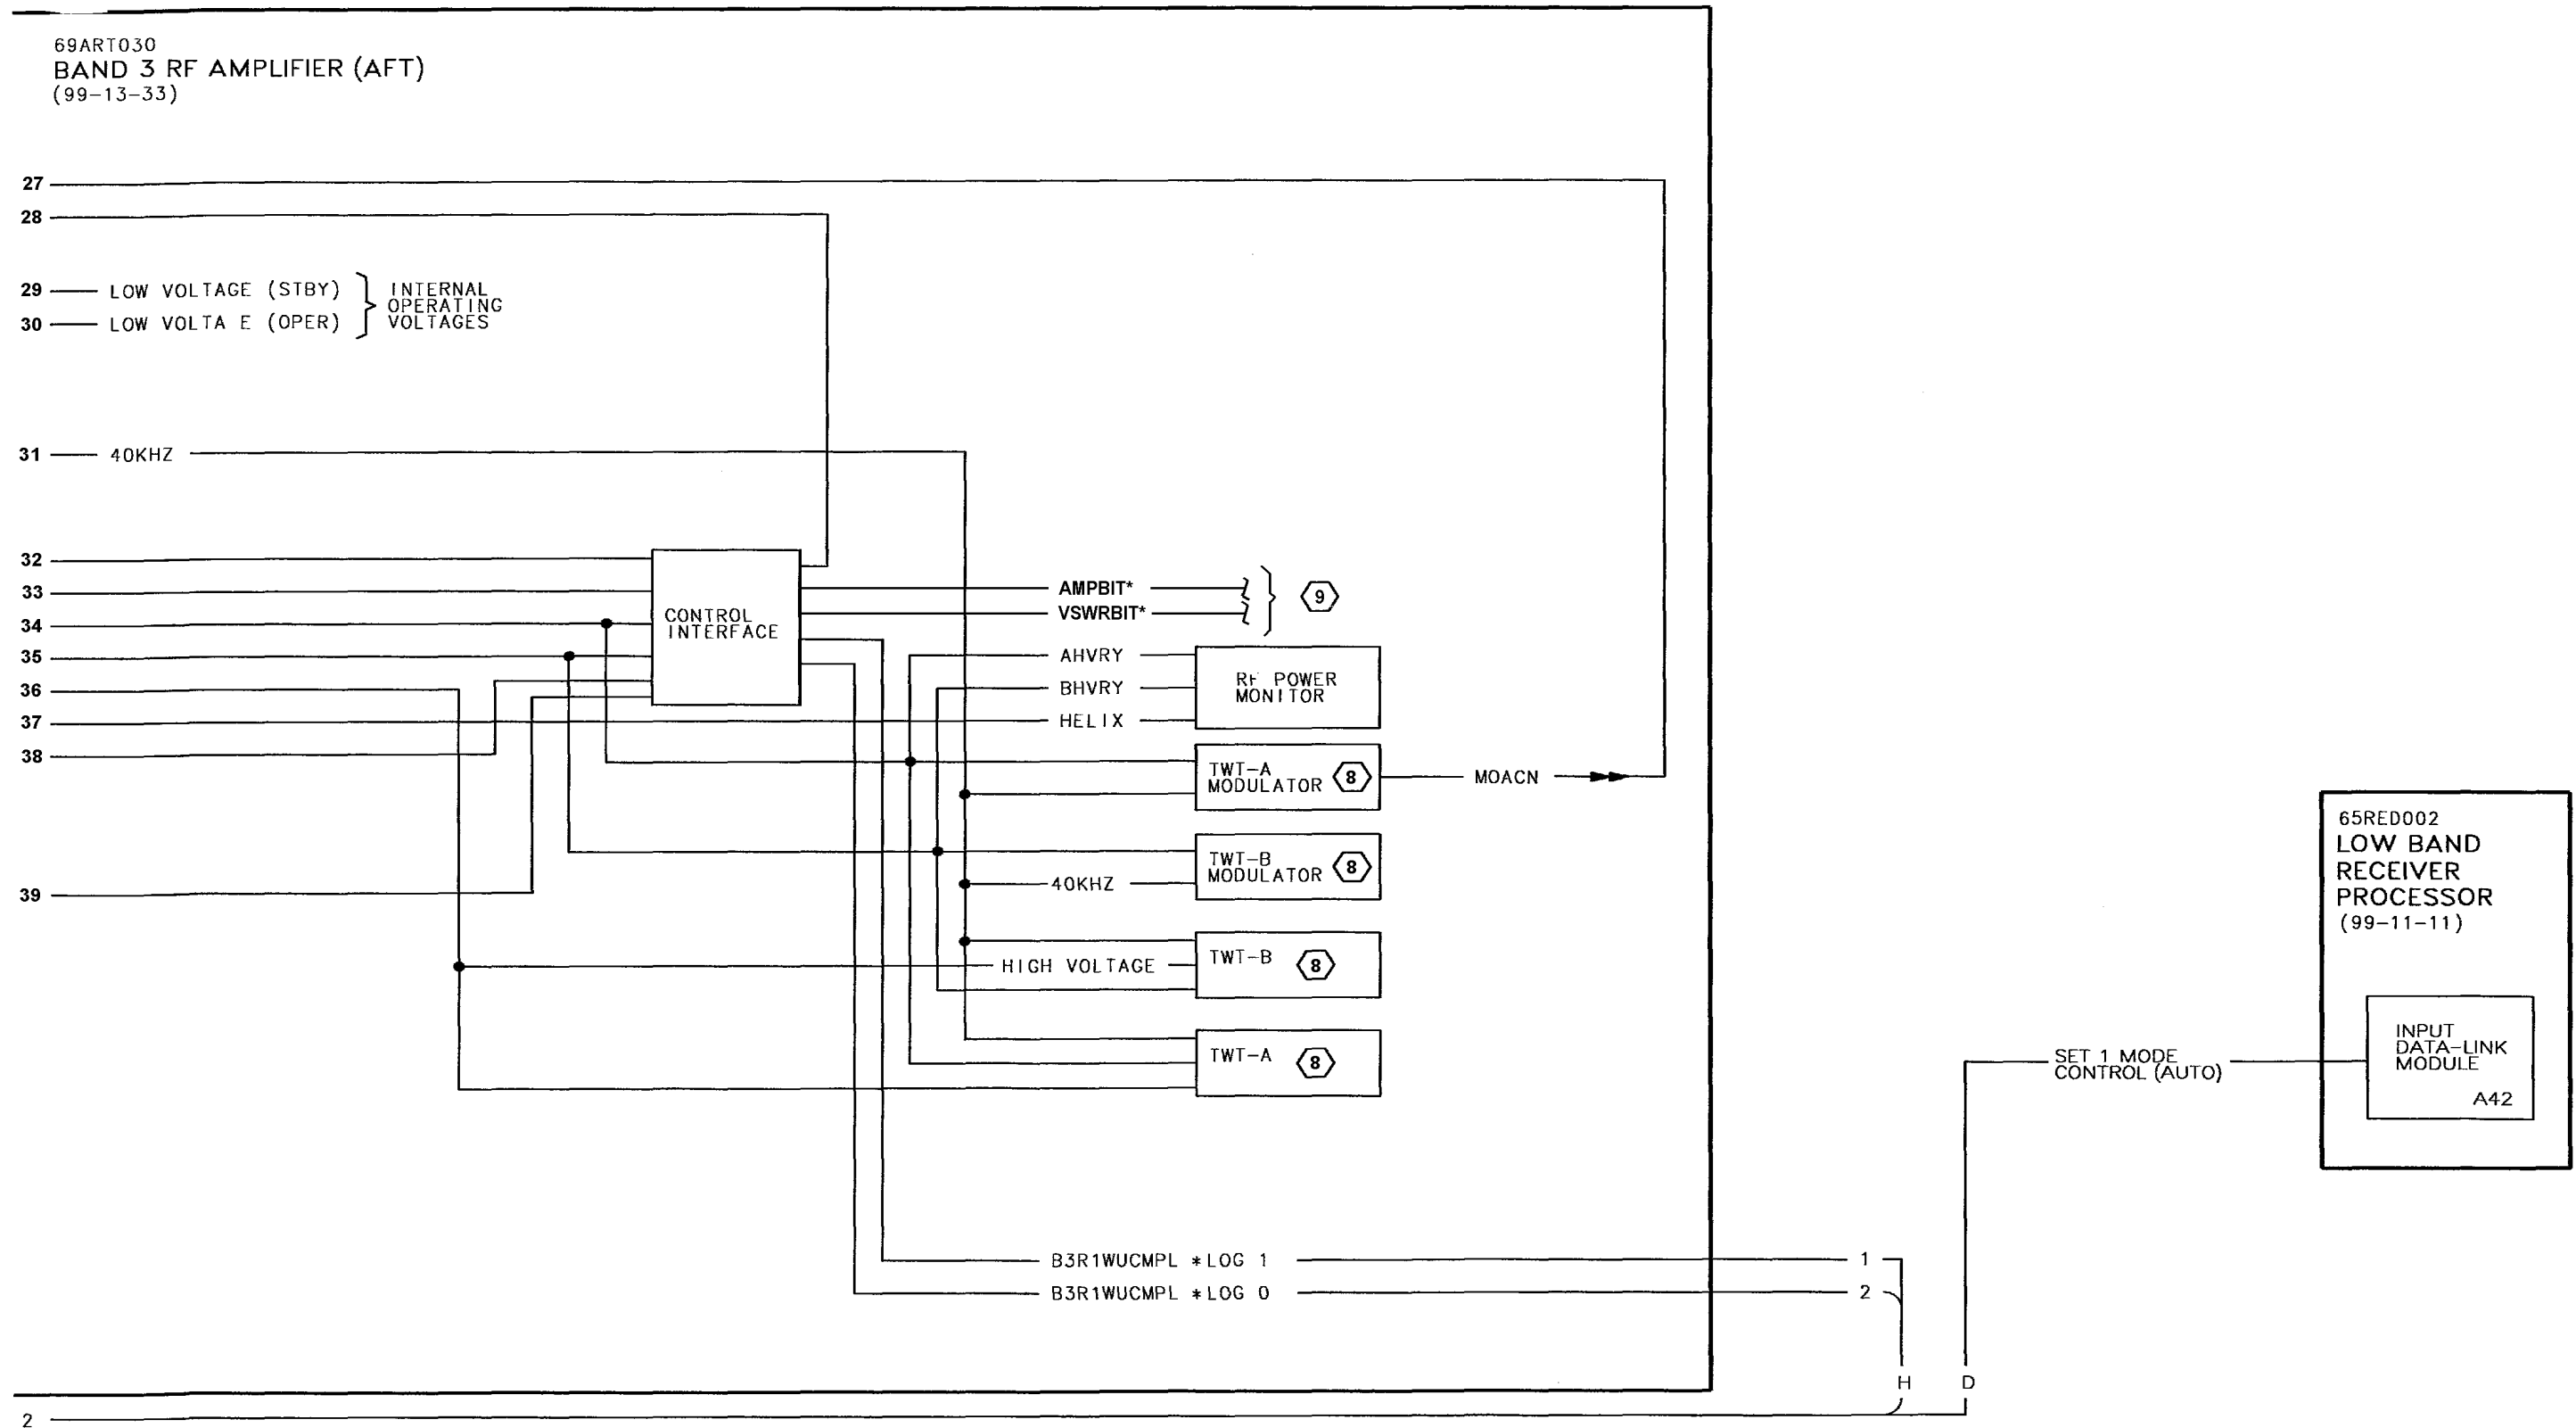 69ART030
BAND 3 RF AMPLIFIER (AFT)
(99-13-33)
27
28
29 LOW VOLTAGE (STBY)
30 LOW VOLTA E (OPER)
INTERNAL
OPERATING
VOLTAGES
31 40KHZ
32
33
34
35
36
37
38
39
CONTROL
INTERFACE
AMPBIT*
VSWRBIT*
9
AHVRY
BHVRY
HELIX
RF POWER
MONITOR
TWT-A
MODULATOR 8
MOACN
TWT-B
MODULATOR 8
40KHZ
HIGH VOLTAGE
TWT-B 8
TWT-A 8
65RED002
LOW BAND
RECEIVER
PROCESSOR
(99-11-11)
INPUT
DATA-LINK
MODULE
A42
SET 1 MODE
CONTROL (AUTO)
B3R1WUCMPL *LOG 1 1
B3R1WUCMPL *LOG 0 2
H D
2